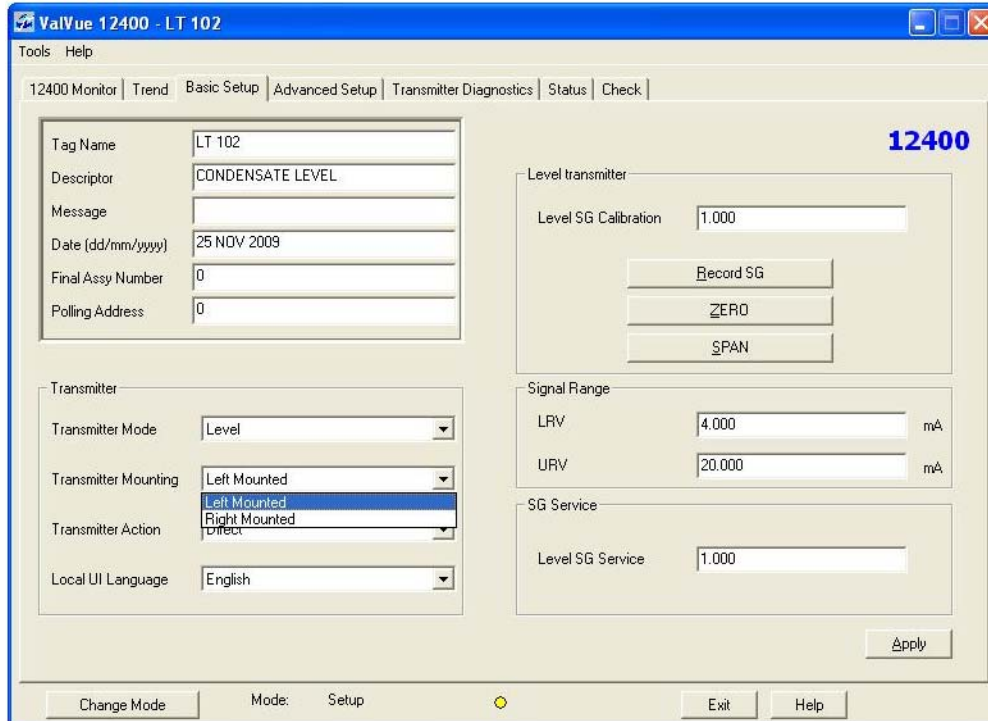 ValVue 12400 - LT 102
Tools Help
12400 Monitor Trend Basic Setup Advanced Setup Transmitter Diagnostics Status Check
Tag Name LT 102
Descriptor CONDENSATE LEVEL
Message
Date (dd/mm/yyyy) 25 NOV 2009
Final Assy Number 0
Polling Address 0
12400
Level transmitter
Level SG Calibration 1.000
Record SG
ZERO
SPAN
Transmitter
Transmitter Mode Level
Transmitter Mounting Left Mounted
Left Mounted
Right Mounted
Transmitter Action Direct
Local UI Language English
Signal Range
LRV 4.000 mA
URV 20.000 mA
SG Service
Level SG Service 1.000
Apply
Change Mode Mode: Setup Exit Help